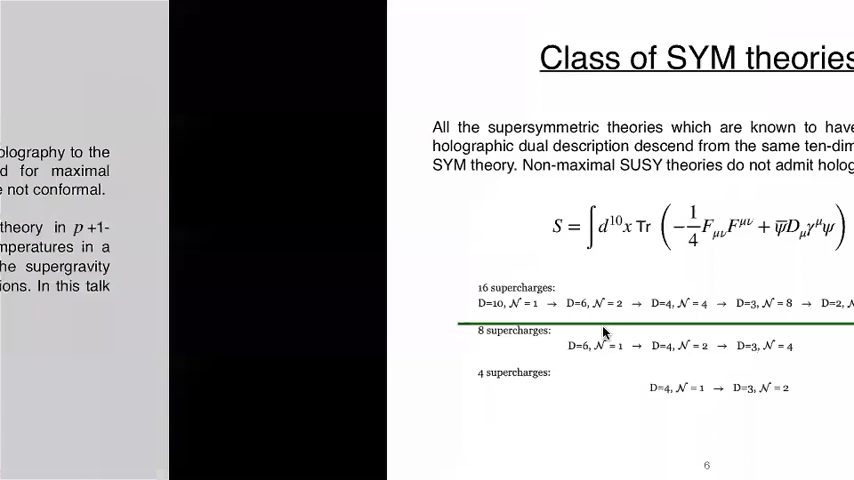 olography to the
d for maximal
not conformal.
theory in p +1-
mperatures in a
he supergravity
ions. In this talk
Class of SYM theories
All the supersymmetric theories which are known to have
holographic dual description descend from the same ten-dim
SYM theory. Non-maximal SUSY theories do not admit holog
S = ∫ d¹⁰x Tr ( −1/4 F_{μν}F^{μν} + ψ̄D_μγ^μψ )
16 supercharges:
D=10, 𝒩 = 1 → D=6, 𝒩 = 2 → D=4, 𝒩 = 4 → D=3, 𝒩 = 8 → D=2, 𝒩
8 supercharges:
D=6, 𝒩 = 1 → D=4, 𝒩 = 2 → D=3, 𝒩 = 4
4 supercharges:
D=4, 𝒩 = 1 → D=3, 𝒩 = 2
6